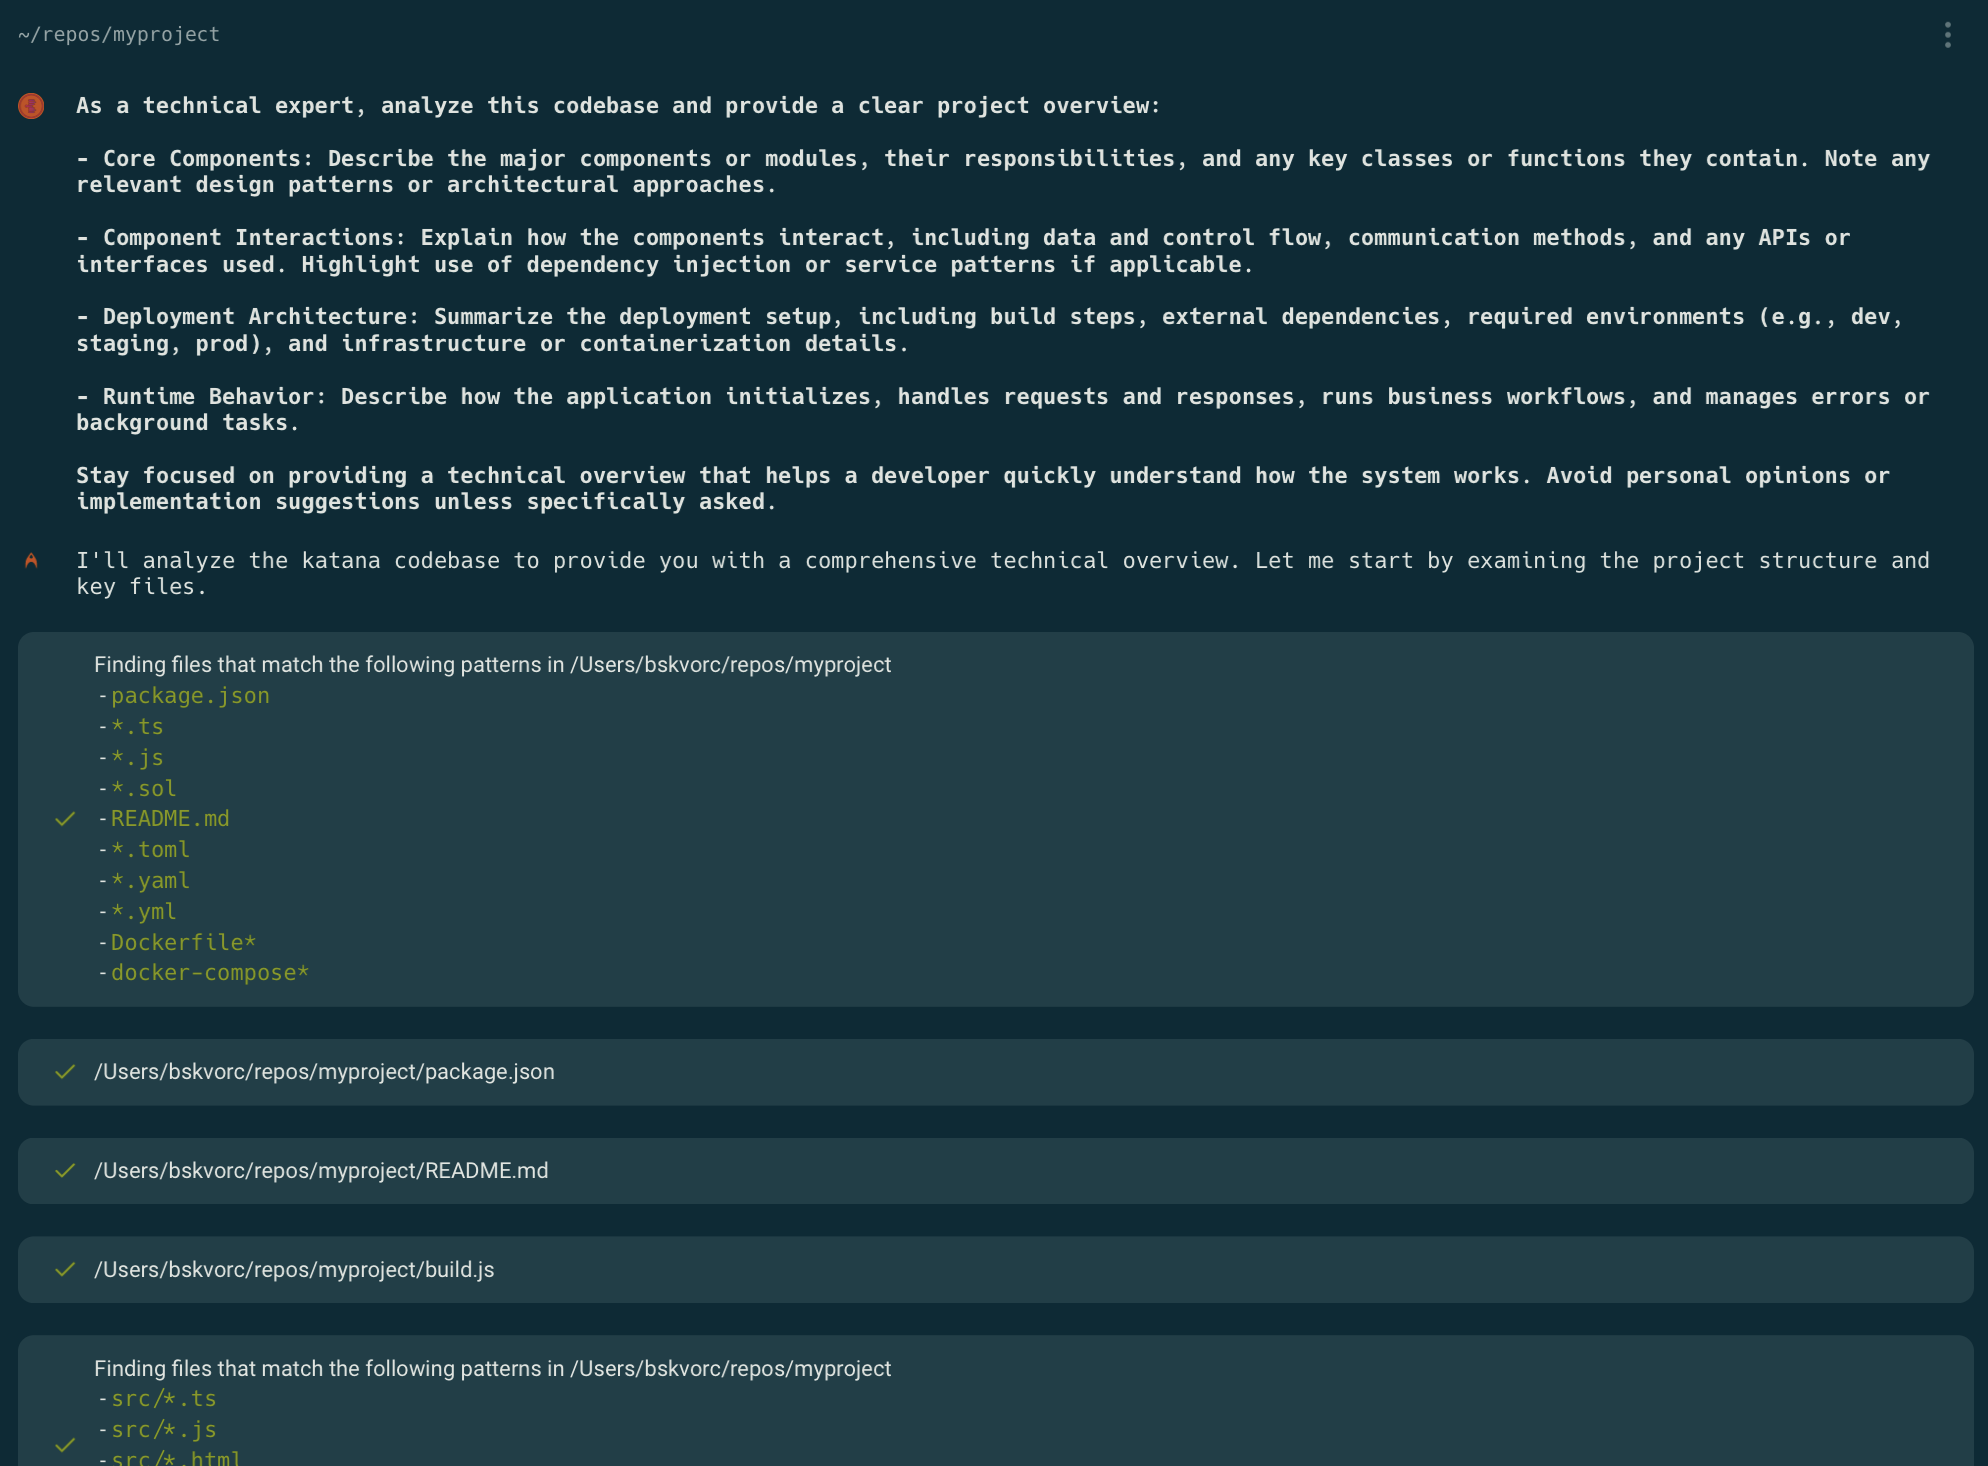 ~/repos/myproject
As a technical expert, analyze this codebase and provide a clear project overview:
- Core Components: Describe the major components or modules, their responsibilities, and any key classes or functions they contain. Note any
relevant design patterns or architectural approaches.
- Component Interactions: Explain how the components interact, including data and control flow, communication methods, and any APIs or
interfaces used. Highlight use of dependency injection or service patterns if applicable.
- Deployment Architecture: Summarize the deployment setup, including build steps, external dependencies, required environments (e.g., dev,
staging, prod), and infrastructure or containerization details.
- Runtime Behavior: Describe how the application initializes, handles requests and responses, runs business workflows, and manages errors or
background tasks.
Stay focused on providing a technical overview that helps a developer quickly understand how the system works. Avoid personal opinions or
implementation suggestions unless specifically asked.
I'll analyze the katana codebase to provide you with a comprehensive technical overview. Let me start by examining the project structure and
key files.
Finding files that match the following patterns in /Users/bskvorc/repos/myproject
- package.json
- *.ts
- *.js
- *.sol
- README.md
- *.toml
- *.yaml
- *.yml
- Dockerfile*
- docker-compose*
/Users/bskvorc/repos/myproject/package.json
/Users/bskvorc/repos/myproject/README.md
/Users/bskvorc/repos/myproject/build.js
Finding files that match the following patterns in /Users/bskvorc/repos/myproject
- src/*.ts
- src/*.js
- src/*.html